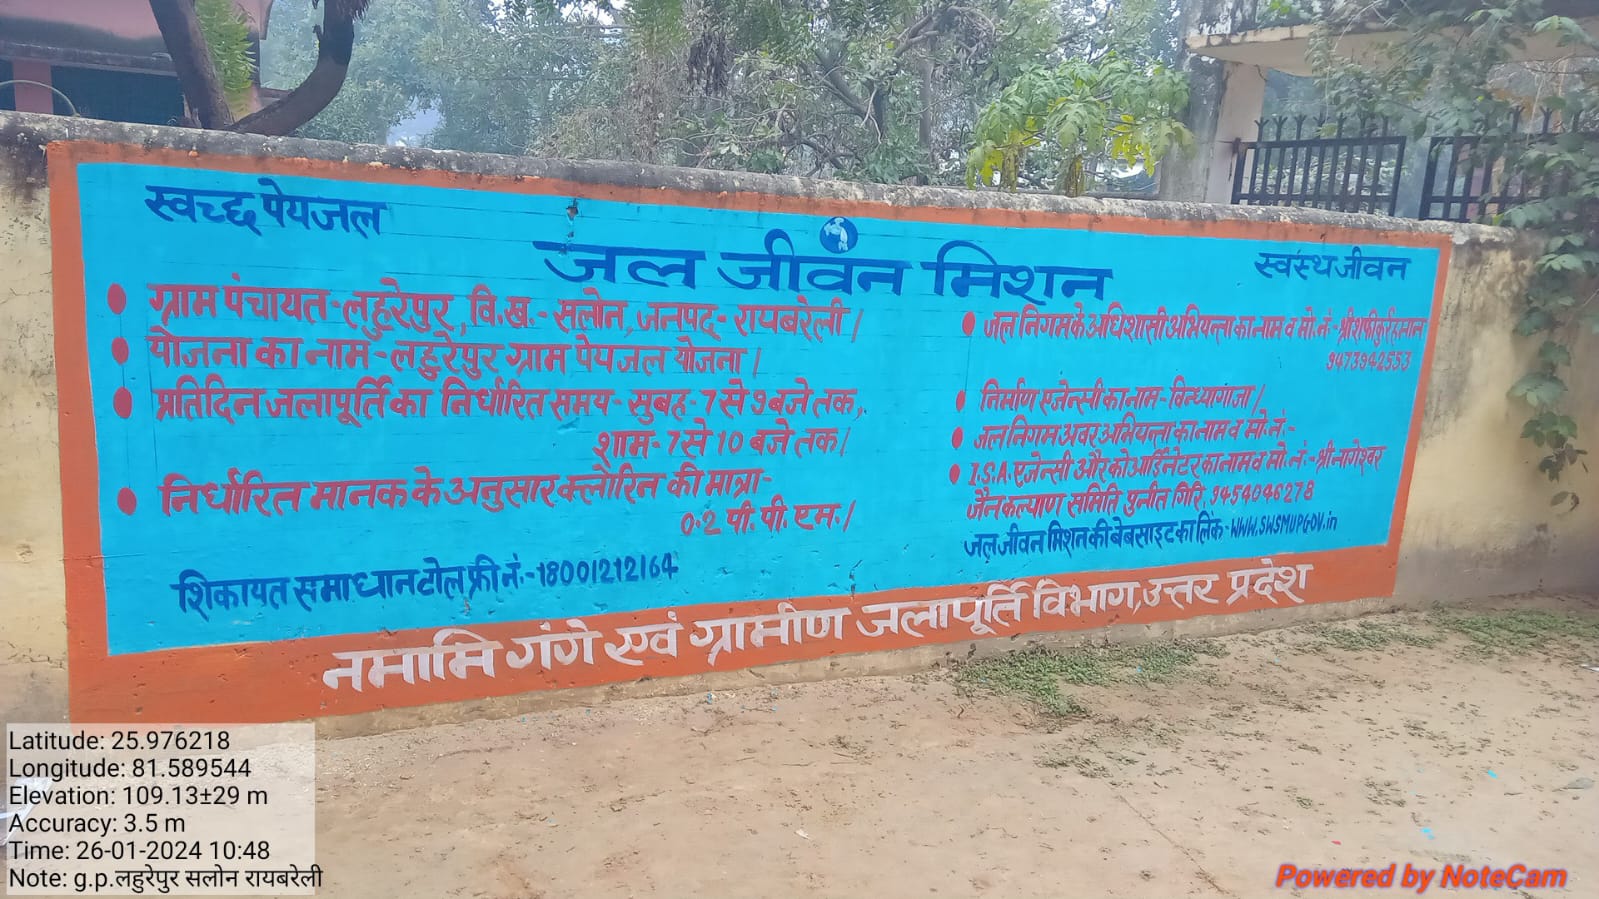 स्वच्छ पेयजल
जल जीवन मिशन
स्वस्थ जीवन
ग्राम पंचायत-लहुरेपुर, वि.ख.-सलोन, जनपद-रायबरेली।
योजना का नाम-लहुरेपुर ग्राम पेयजल योजना।
प्रतिदिन जलापूर्ति का निर्धारित समय-सुबह-7 से 9 बजे तक,
शाम-7 से 10 बजे तक।
निर्धारित मानक के अनुसार क्लोरिन की मात्रा-
0.2 पी.पी.एम.।
शिकायत समाधान टोल फ्री नं.-18001212164
जल निगम के अधिशासी अभियन्ता का नाम व मो.नं.-श्री शफीकुर्रहमान
9473942553
निर्माण एजेन्सी का नाम-विन्ध्यागांजा।
जल निगम अवर अभियन्ता का नाम व मो.नं.-
I.S.A. एजेन्सी और कोआर्डिनेटर का नाम व मो.नं.-श्री नागेश्वर
जैन कल्याण समिति पुनीत गिरि, 9454046278
जल जीवन मिशन की बेबसाइट का लिंक-WWW.SWSMUPGOV.in
नमामि गंगे एवं ग्रामीण जलापूर्ति विभाग, उत्तर प्रदेश
Latitude: 25.976218
Longitude: 81.589544
Elevation: 109.13±29 m
Accuracy: 3.5 m
Time: 26-01-2024 10:48
Note: g.p.लहुरेपुर सलोन रायबरेली
Powered by NoteCam